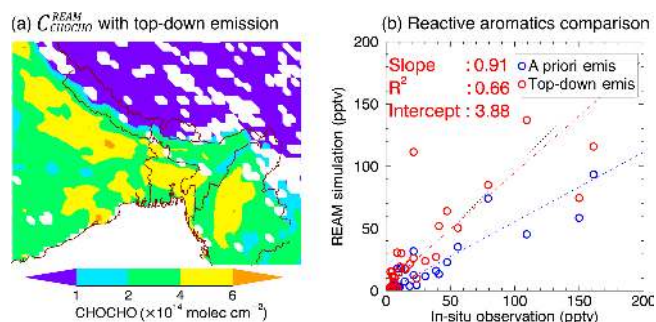 (a) C^REAM_CHOCHO with top-down emission
1 2 4 6
CHOCHO (×10⁻⁴ molec cm⁻²)
(b) Reactive aromatics comparison
Slope : 0.91
R² : 0.66
Intercept : 3.88
A priori emis
Top-down emis
200
150
100
50
0
REAM simulation (pptv)
0 50 100 150 200
In-situ observation (pptv)